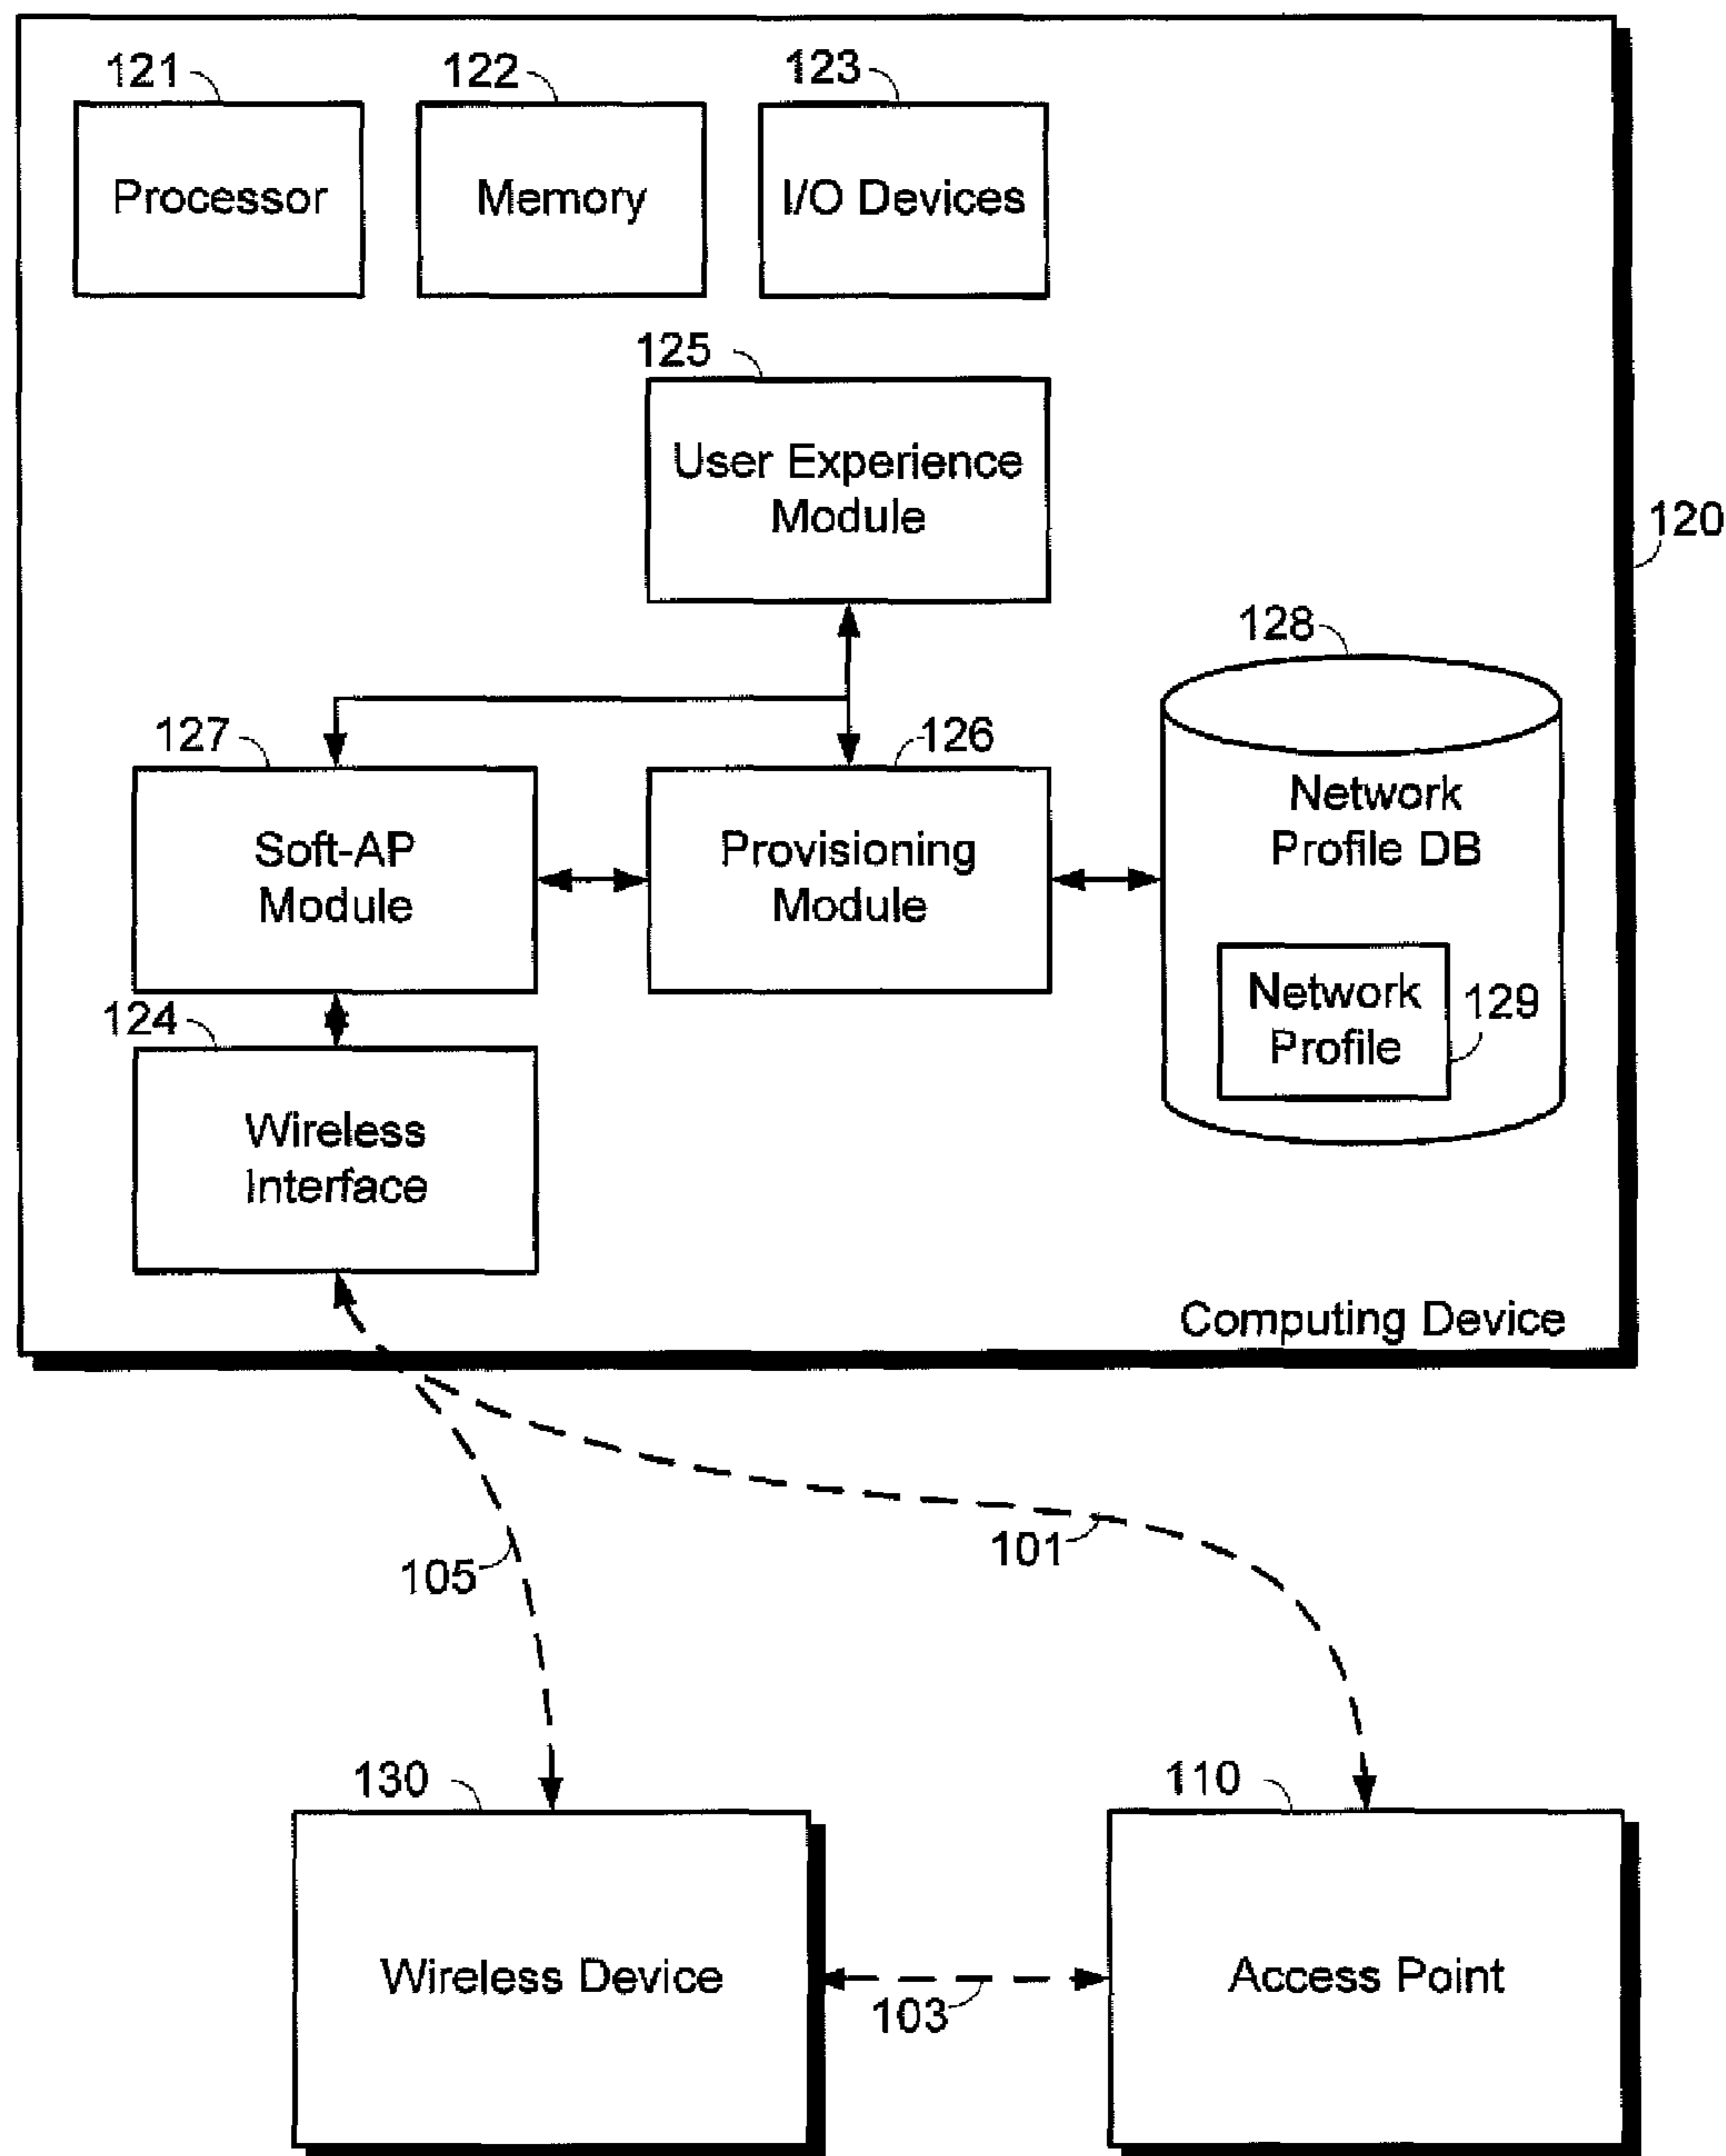 121
122
123
Processor
Memory
I/O Devices
125
User Experience
Module
120
128
127
126
Network
Profile DB
Soft-AP
Module
Provisioning
Module
Network
Profile
129
124
Wireless
Interface
Computing Device
101
105
130
110
Wireless Device
Access Point
103